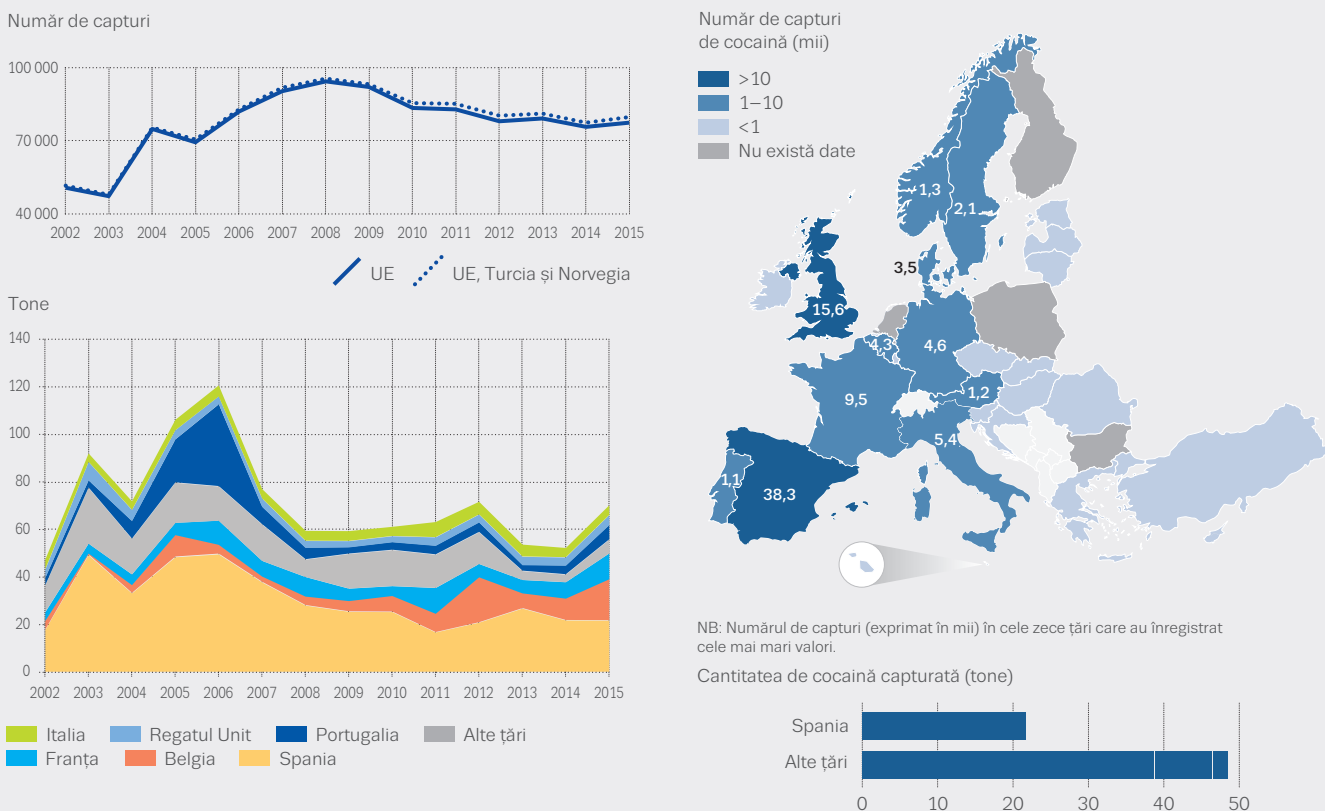 Număr de capturi
100 000
70 000
40 000
2002 2003 2004 2005 2006 2007 2008 2009 2010 2011 2012 2013 2014 2015
UE UE, Turcia și Norvegia
Tone
140
120
100
80
60
40
20
0
2002 2003 2004 2005 2006 2007 2008 2009 2010 2011 2012 2013 2014 2015
Italia Regatul Unit Portugalia Alte țări
Franța Belgia Spania
Număr de capturi
de cocaină (mii)
>10
1–10
<1
Nu există date
1,3
2,1
3,5
15,6
4,3
4,6
9,5
1,2
5,4
1,1
38,3
NB: Numărul de capturi (exprimat în mii) în cele zece țări care au înregistrat
cele mai mari valori.
Cantitatea de cocaină capturată (tone)
Spania
Alte țări
0 10 20 30 40 50